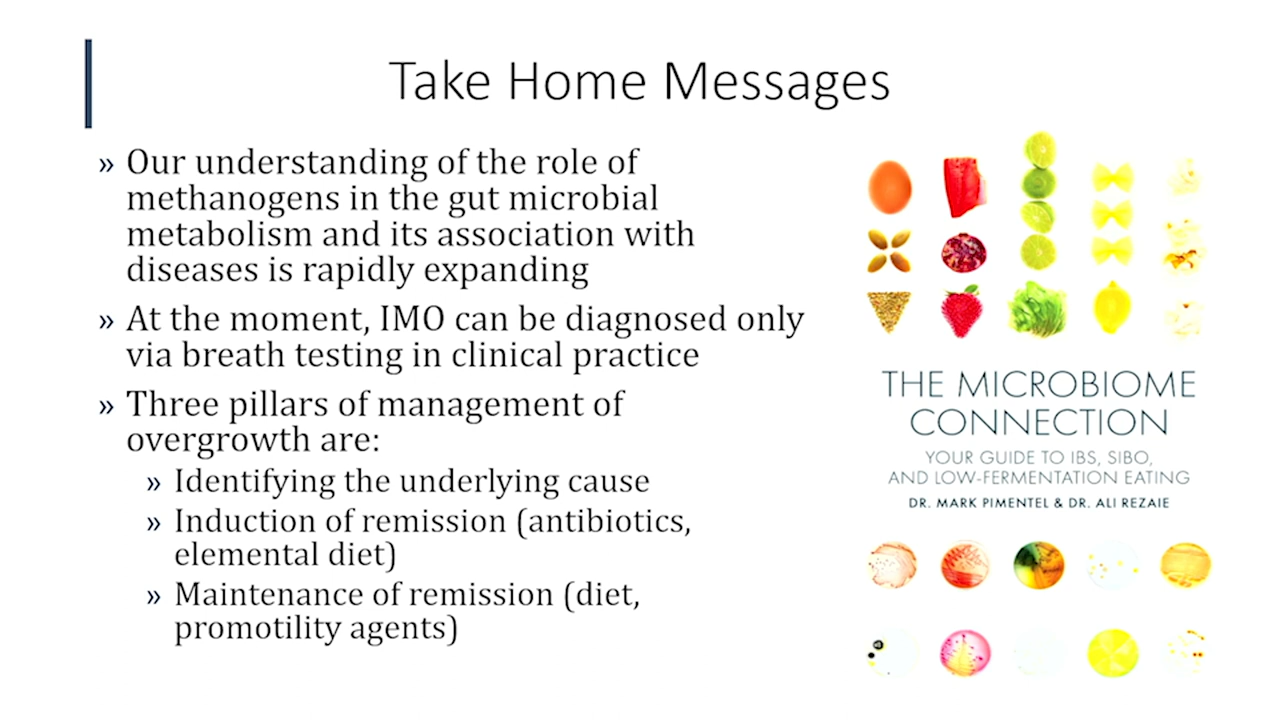 Take Home Messages
» Our understanding of the role of
methanogens in the gut microbial
metabolism and its association with
diseases is rapidly expanding
» At the moment, IMO can be diagnosed only
via breath testing in clinical practice
» Three pillars of management of
overgrowth are:
» Identifying the underlying cause
» Induction of remission (antibiotics,
elemental diet)
» Maintenance of remission (diet,
promotility agents)
THE MICROBIOME
CONNECTION
YOUR GUIDE TO IBS, SIBO,
AND LOW-FERMENTATION EATING
DR. MARK PIMENTEL & DR. ALI REZAIE